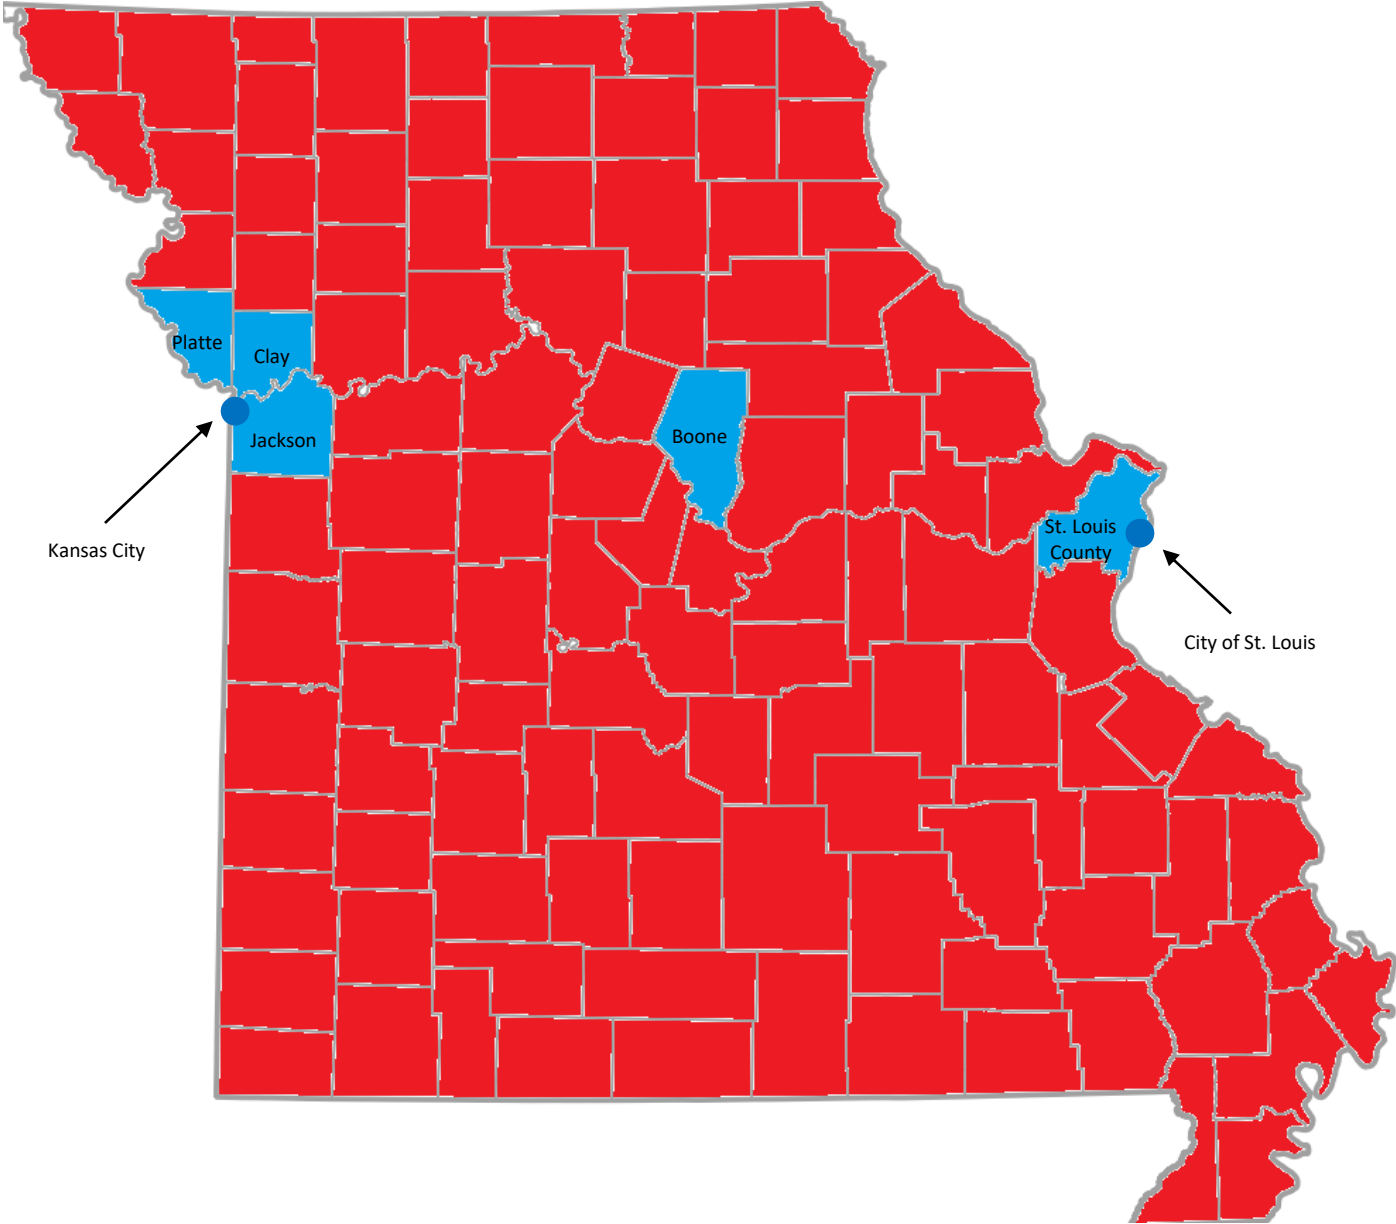 Platte
Clay
Jackson
Boone
Kansas City
St. Louis
County
City of St. Louis